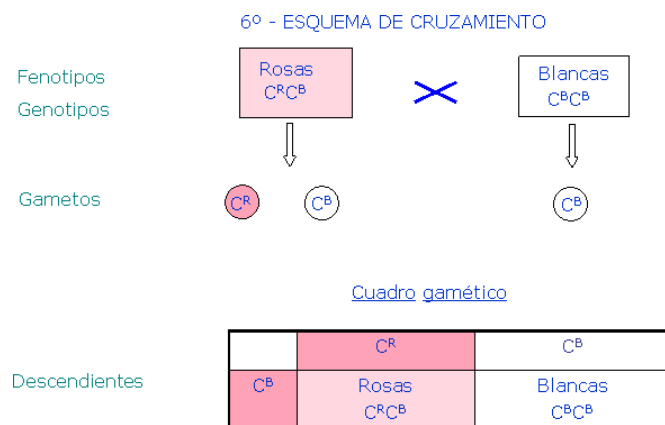 6º - ESQUEMA DE CRUZAMIENTO
Fenotipos
Genotipos
Rosas
CᴿCᴮ
Blancas
CᴮCᴮ
Gametos
Cᴿ
Cᴮ
Cᴮ
Cuadro gamético
Cᴿ
Cᴮ
Descendientes
Cᴮ
Rosas
CᴿCᴮ
Blancas
CᴮCᴮ